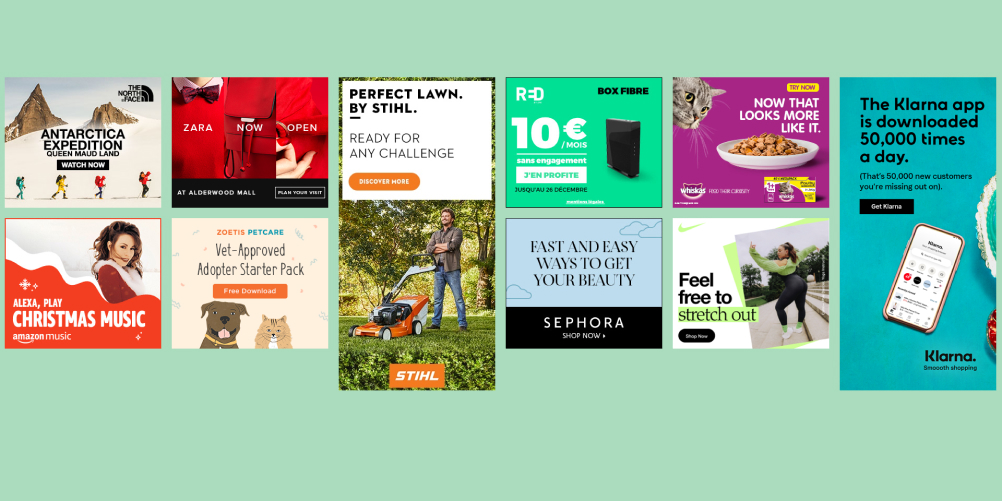 THE
NORTH
FACE
ANTARCTICA
EXPEDITION
QUEEN MAUD LAND
WATCH NOW
ZARA NOW OPEN
AT ALDERWOOD MALL
PLAN YOUR VISIT
PERFECT LAWN.
BY STIHL.
READY FOR
ANY CHALLENGE
DISCOVER MORE
STIHL
RED
BOX FIBRE
10€
/MOIS
sans engagement
J'EN PROFITE
JUSQU'AU 26 DÉCEMBRE
TRY NOW
NOW THAT
LOOKS MORE
LIKE IT.
whiskas
FEED THEIR CURIOSITY
The Klarna app
is downloaded
50,000 times
a day.
(That's 50,000 new customers
you're missing out on).
Get Klarna
Klarna.
Klarna.
Smoooth shopping
ALEXA, PLAY
CHRISTMAS MUSIC
amazon music
ZOETIS PETCARE
Vet-Approved
Adopter Starter Pack
Free Download
FAST AND EASY
WAYS TO GET
YOUR BEAUTY
SEPHORA
SHOP NOW
Feel
free to
stretch out
Shop Now